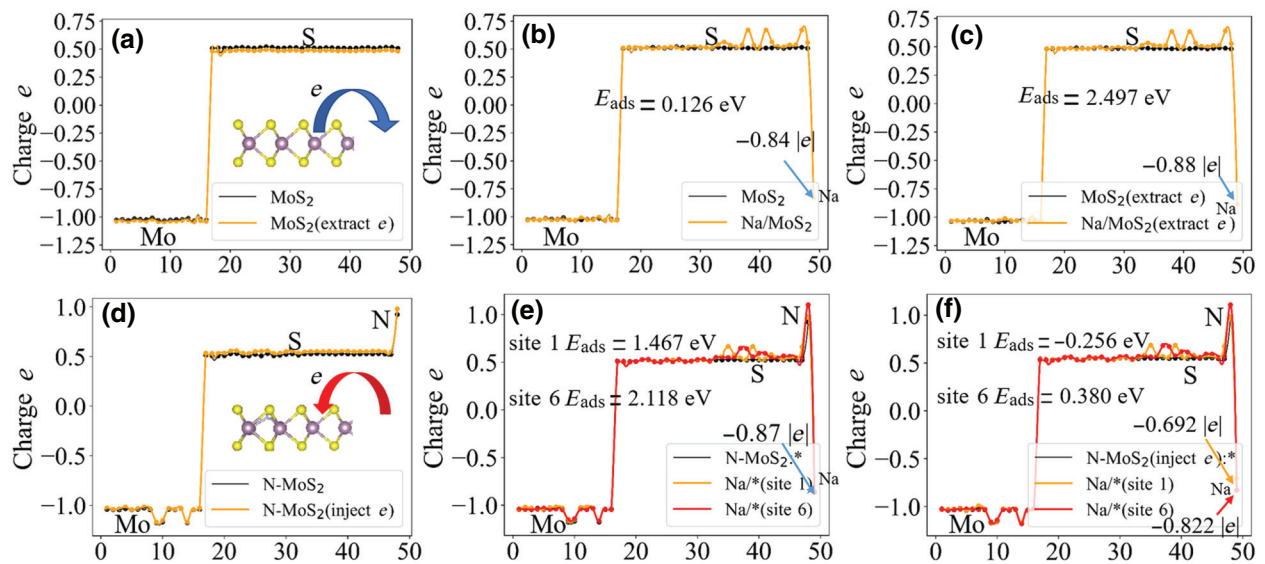 (a)
0.75
0.50
0.25
0.00
−0.25
−0.50
−0.75
−1.00
−1.25
Charge e
S
e
MoS₂
MoS₂(extract e)
Mo
0 10 20 30 40 50
(b)
0.75
0.50
0.25
0.00
−0.25
−0.50
−0.75
−1.00
−1.25
Charge e
S
E_ads = 0.126 eV
−0.84 |e|
MoS₂
Na/MoS₂
Na
Mo
0 10 20 30 40 50
(c)
0.75
0.50
0.25
0.00
−0.25
−0.50
−0.75
−1.00
−1.25
Charge e
S
E_ads = 2.497 eV
−0.88 |e|
MoS₂(extract e)
Na/MoS₂(extract e)
Na
Mo
0 10 20 30 40 50
(d)
1.0
0.5
0.0
−0.5
−1.0
Charge e
N
S
e
N-MoS₂
N-MoS₂(inject e)
Mo
0 10 20 30 40 50
(e)
1.0
0.5
0.0
−0.5
−1.0
Charge e
N
site 1 E_ads = 1.467 eV
S
site 6 E_ads = 2.118 eV
−0.87 |e|
N-MoS₂:*
Na/*(site 1)
Na/*(site 6)
Na
Mo
0 10 20 30 40 50
(f)
1.0
0.5
0.0
−0.5
−1.0
Charge e
N
site 1 E_ads = −0.256 eV
S
site 6 E_ads = 0.380 eV
−0.692 |e|
N-MoS₂(inject e):*
Na/*(site 1)
Na/*(site 6)
Na
−0.822 |e|
Mo
0 10 20 30 40 50